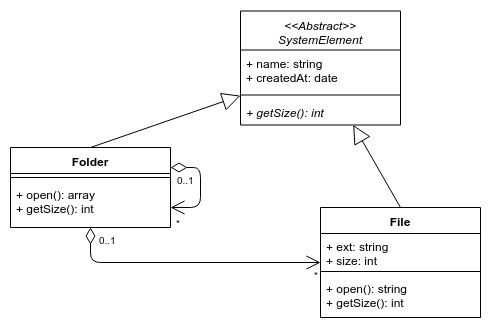 <<Abstract>>
SystemElement
+ name: string
+ createdAt: date
+ getSize(): int
Folder
+ open(): array
+ getSize(): int
0..1
*
0..1
*
File
+ ext: string
+ size: int
+ open(): string
+ getSize(): int